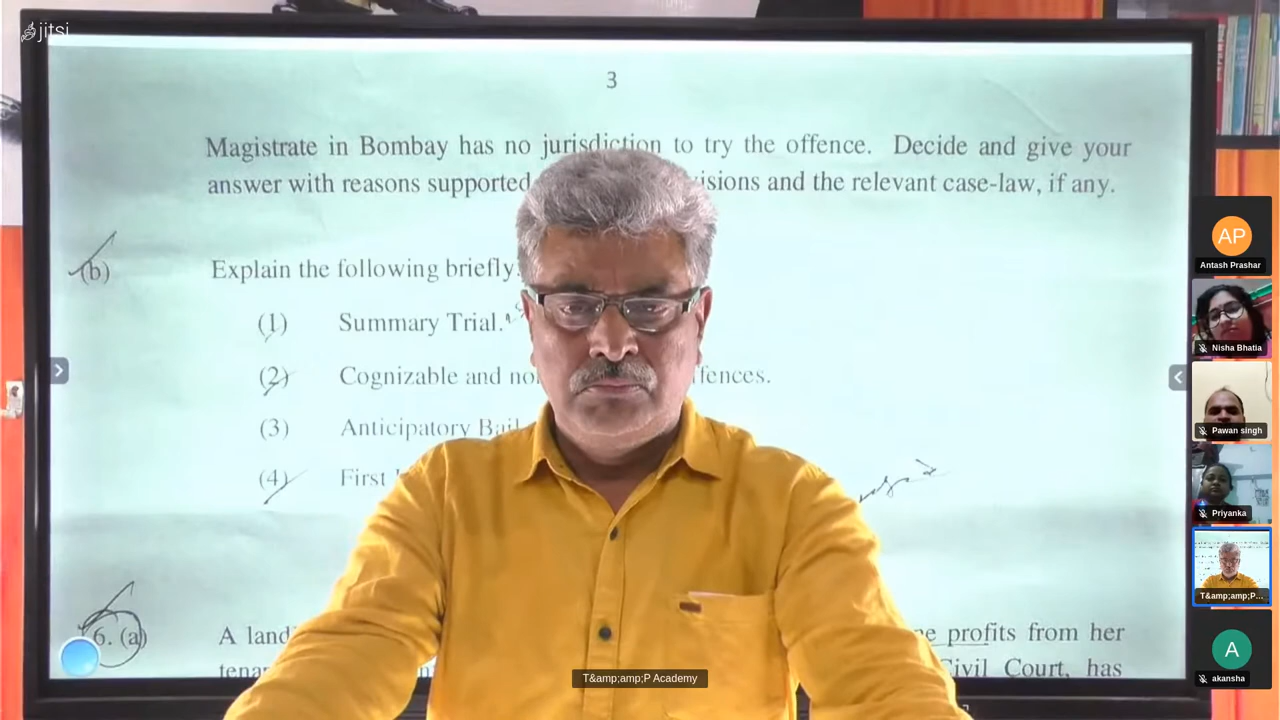 jitsi
3
Magistrate in Bombay has no jurisdiction to try the offence. Decide and give your
answer with reasons supported visions and the relevant case-law, if any.
(b) Explain the following briefly:
(1) Summary Trial.
(2) Cognizable and no ffences.
(3) Anticipatory Bail
(4) First
6. (a) A land profits from her
Civil Court, has
T&amp;amp;P Academy
AP
Antash Prashar
Nisha Bhatia
Pawan singh
Priyanka
T&amp;amp;P...
A
akansha